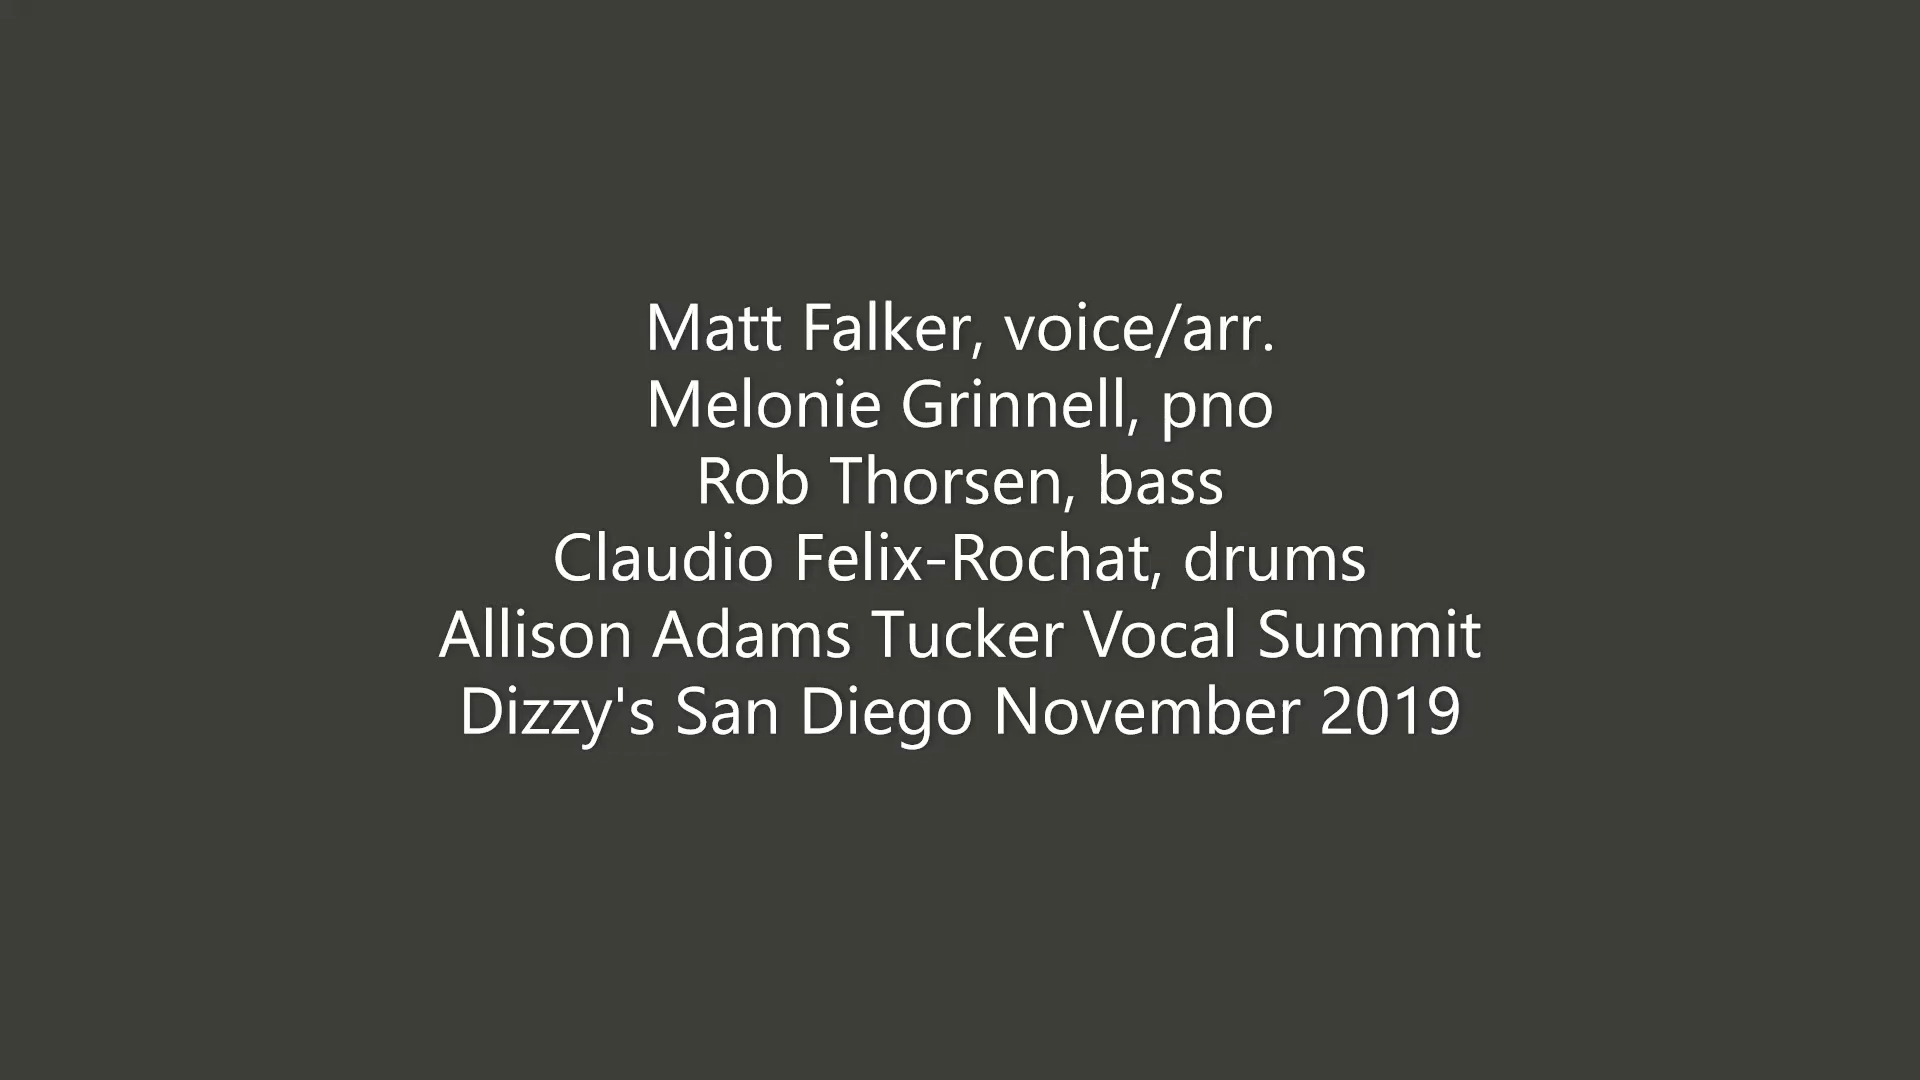 Matt Falker, voice/arr.
Melonie Grinnell, pno
Rob Thorsen, bass
Claudio Felix-Rochat, drums
Allison Adams Tucker Vocal Summit
Dizzy's San Diego November 2019